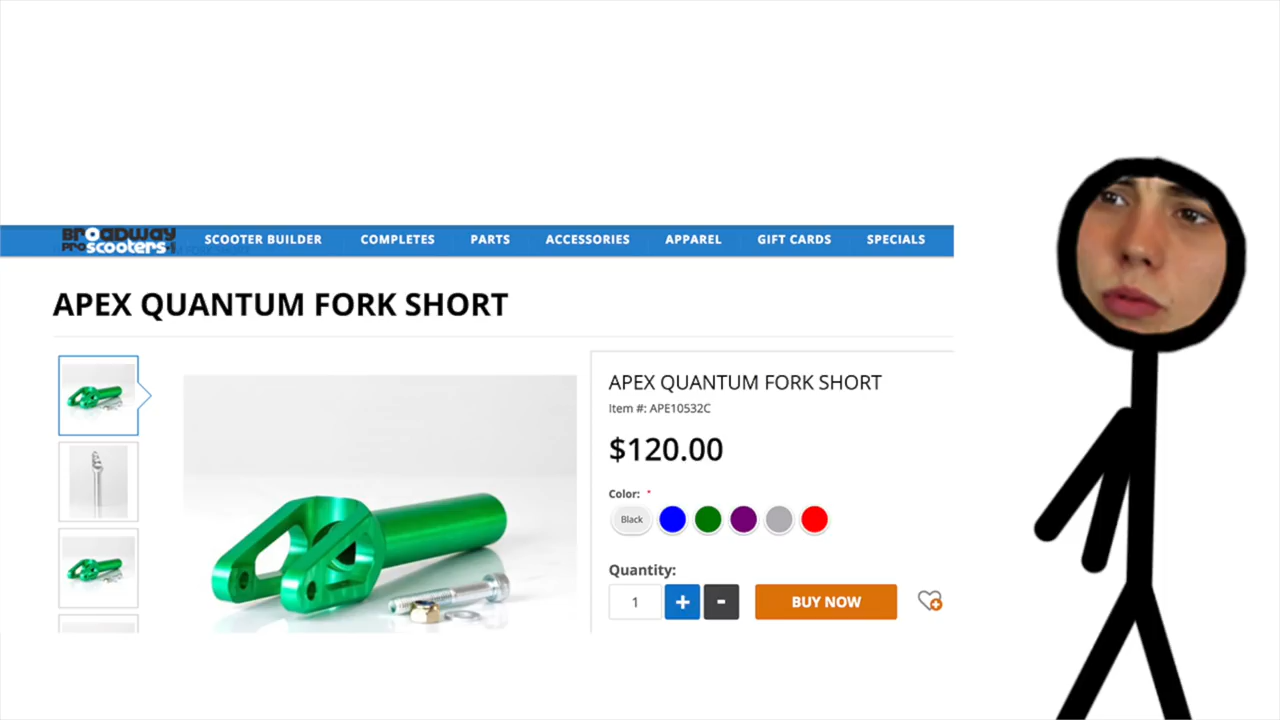 BROADWAY
PRO scooters
SCOOTER BUILDER COMPLETES PARTS ACCESSORIES APPAREL GIFT CARDS SPECIALS
APEX QUANTUM FORK SHORT
APEX QUANTUM FORK SHORT
Item #: APE10532C
$120.00
Color: *
Black
Quantity:
1 + - BUY NOW